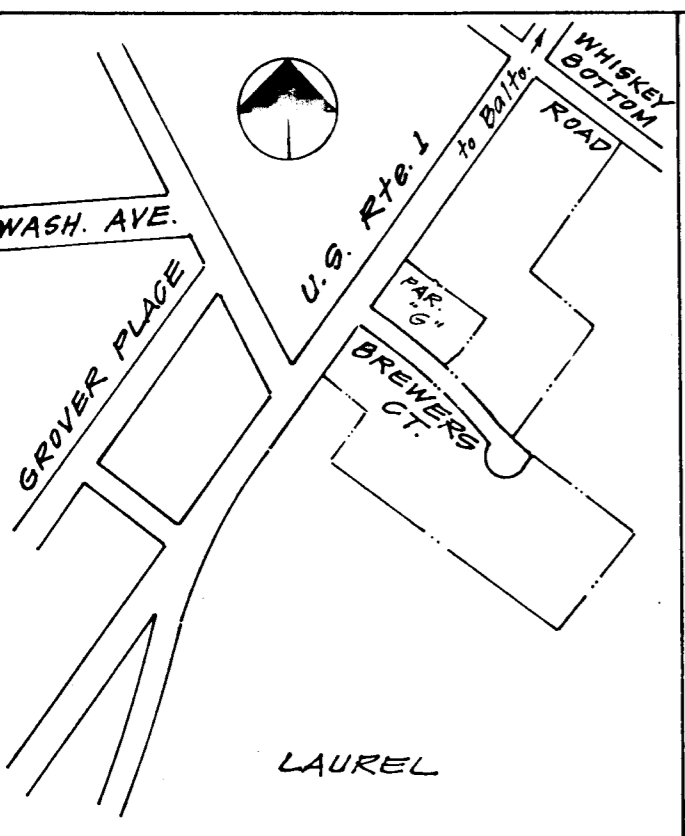 WHISKEY
BOTTOM
ROAD
to Balto.
U.S. Rte. 1
WASH. AVE.
GROVER PLACE
PAR.
"G"
BREWERS
CT.
LAUREL